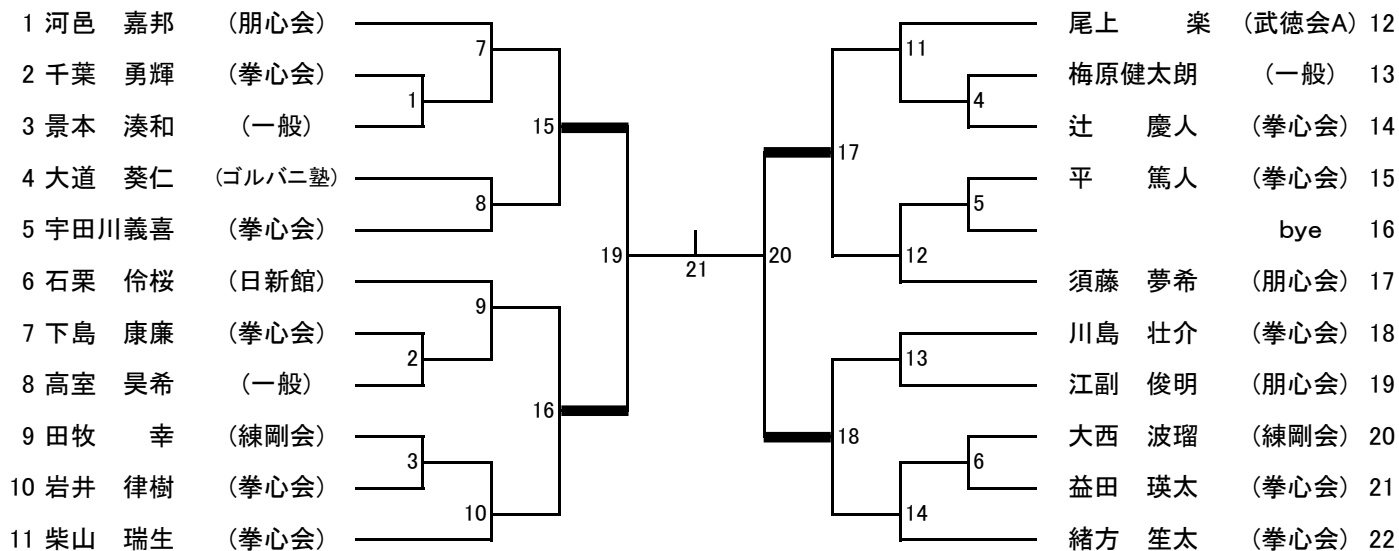 1 河邑　嘉邦　(朋心会)
2 千葉　勇輝　(拳心会)
3 景本　湊和　(一般)
4 大道　葵仁　(ゴルバニ塾)
5 宇田川義喜　(拳心会)
6 石栗　伶桜　(日新館)
7 下島　康廉　(拳心会)
8 高室　昊希　(一般)
9 田牧　　幸　(練剛会)
10 岩井　律樹　(拳心会)
11 柴山　瑞生　(拳心会)
7
1
15
8
19
9
2
16
3
10
21
11
4
17
5
12
20
13
18
6
14
尾上　　楽　(武徳会A) 12
梅原健太朗　(一般) 13
辻　　慶人　(拳心会) 14
平　　篤人　(拳心会) 15
bye 16
須藤　夢希　(朋心会) 17
川島　壮介　(拳心会) 18
江副　俊明　(朋心会) 19
大西　波瑠　(練剛会) 20
益田　瑛太　(拳心会) 21
緒方　笙太　(拳心会) 22